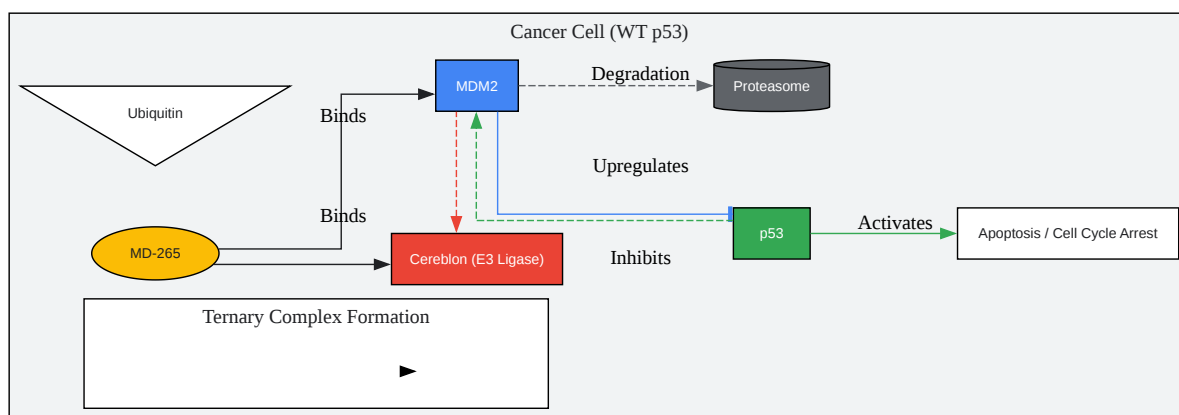 Cancer Cell (WT p53)
MDM2
Degradation
Proteasome
Ubiquitin
Binds
Upregulates
Binds
p53
Activates
Apoptosis / Cell Cycle Arrest
MD-265
Cereblon (E3 Ligase)
Inhibits
Ternary Complex Formation